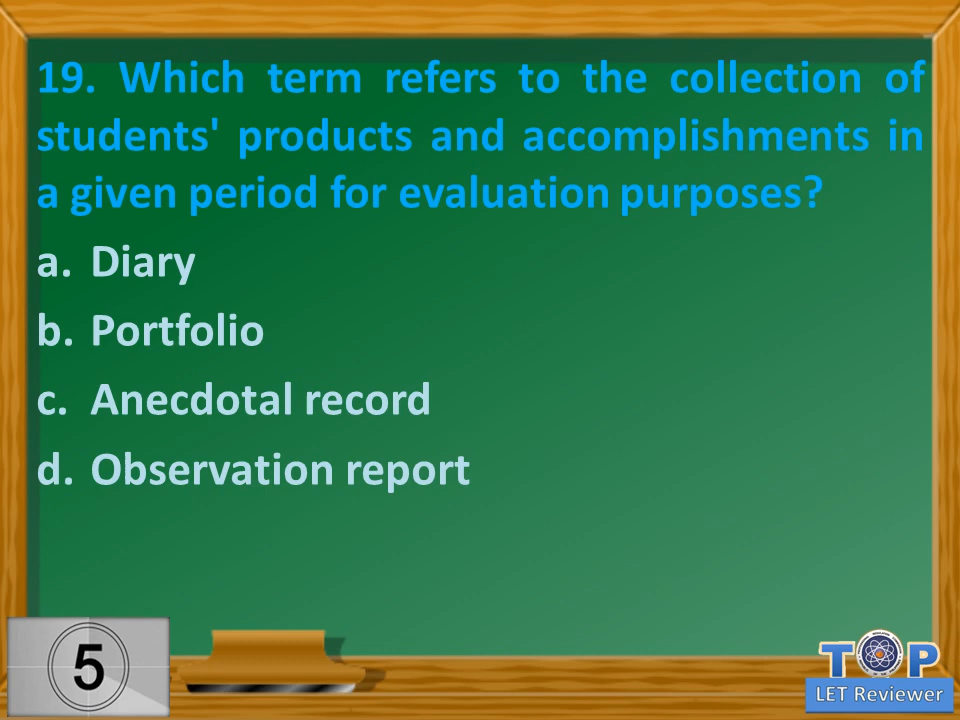 19. Which term refers to the collection of
students' products and accomplishments in
a given period for evaluation purposes?
a. Diary
b. Portfolio
c. Anecdotal record
d. Observation report
5
TOP
LET Reviewer